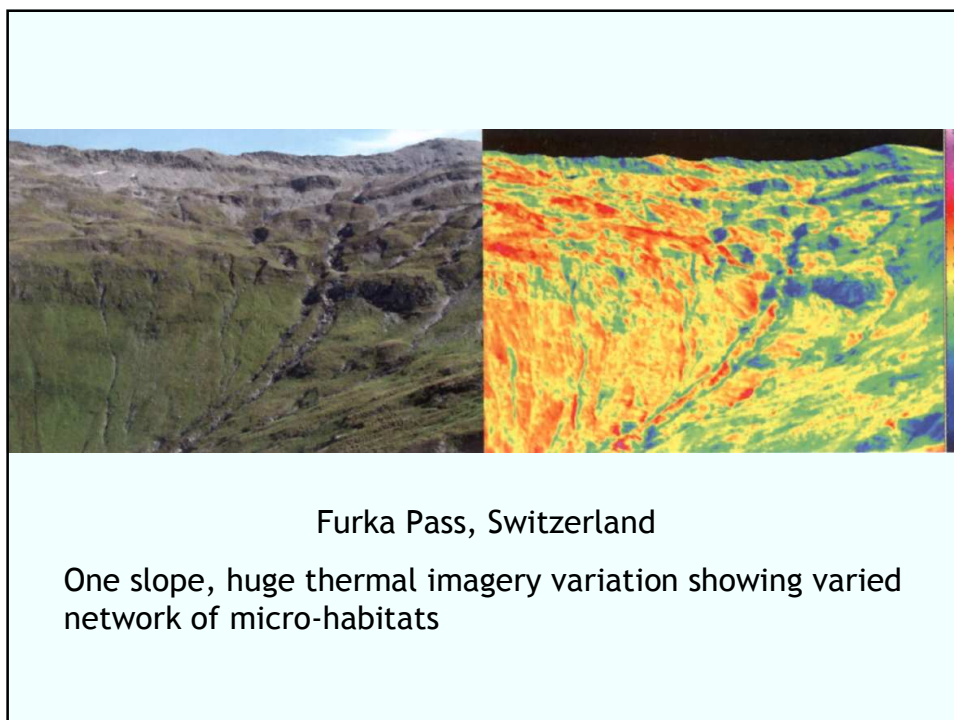 Furka Pass, Switzerland
One slope, huge thermal imagery variation showing varied
network of micro-habitats